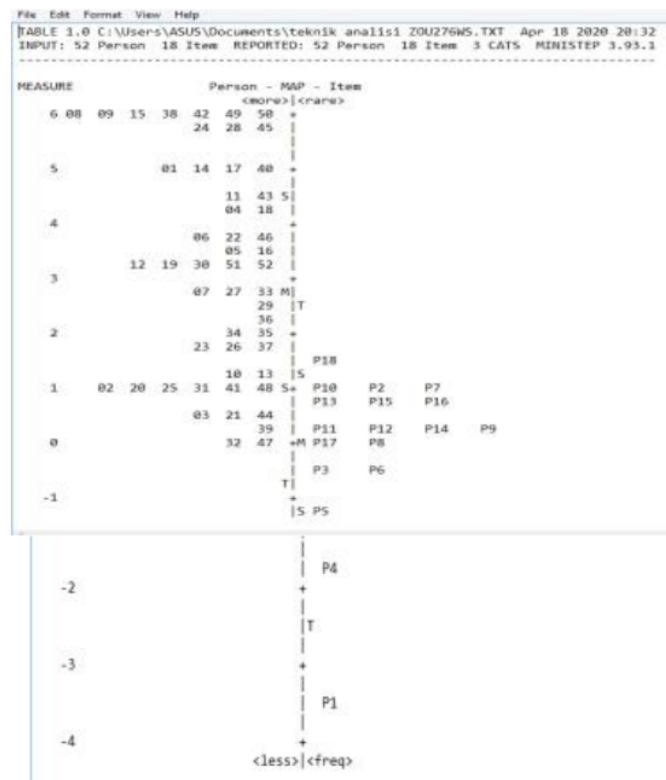 File Edit Format View Help
TABLE 1.0 C:\Users\ASUS\Documents\teknik analisi ZOU276WS.TXT Apr 18 2020 20:32
INPUT: 52 Person 18 Item REPORTED: 52 Person 18 Item 3 CATS MINISTEP 3.93.1
--------------------------------------------------------------------------------
MEASURE Person - MAP - Item
<more>|<rare>
6 08 09 15 38 42 49 50 +
24 28 45 |
|
|
5 01 14 17 40 +
|
11 43 S|
04 18 |
4 +
06 22 46 |
05 16 |
12 19 30 51 52 |
3 +
07 27 33 M|
29 |T
36 |
2 34 35 +
23 26 37 |
| P18
10 13 |S
1 02 20 25 31 41 48 S+ P10 P2 P7
| P13 P15 P16
03 21 44 |
39 | P11 P12 P14 P9
0 32 47 +M P17 P8
|
| P3 P6
T|
-1 +
|S P5
|
| P4
-2 +
|
|T
|
-3 +
|
| P1
|
-4 +
<less>|<freq>